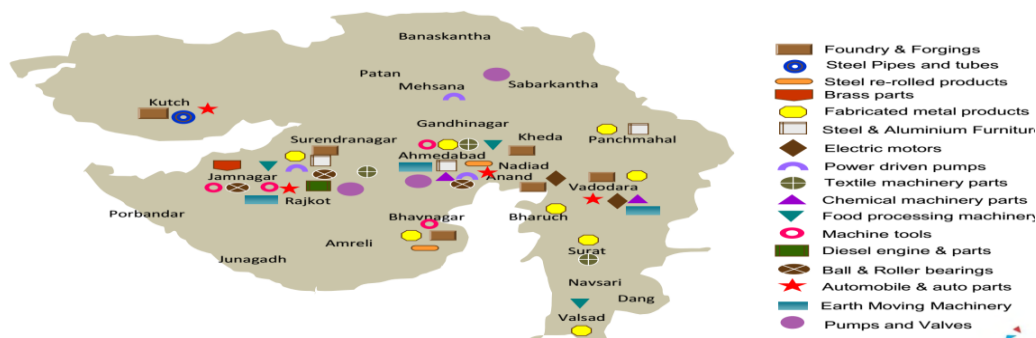 Banaskantha
Patan
Mehsana
Sabarkantha
Kutch
Gandhinagar
Surendranagar
Kheda
Panchmahal
Ahmedabad
Nadiad
Anand
Jamnagar
Vadodara
Rajkot
Porbandar
Bhavnagar
Bharuch
Amreli
Surat
Junagadh
Navsari
Dang
Valsad
Foundry & Forgings
Steel Pipes and tubes
Steel re-rolled products
Brass parts
Fabricated metal products
Steel & Aluminium Furniture
Electric motors
Power driven pumps
Textile machinery parts
Chemical machinery parts
Food processing machinery
Machine tools
Diesel engine & parts
Ball & Roller bearings
Automobile & auto parts
Earth Moving Machinery
Pumps and Valves